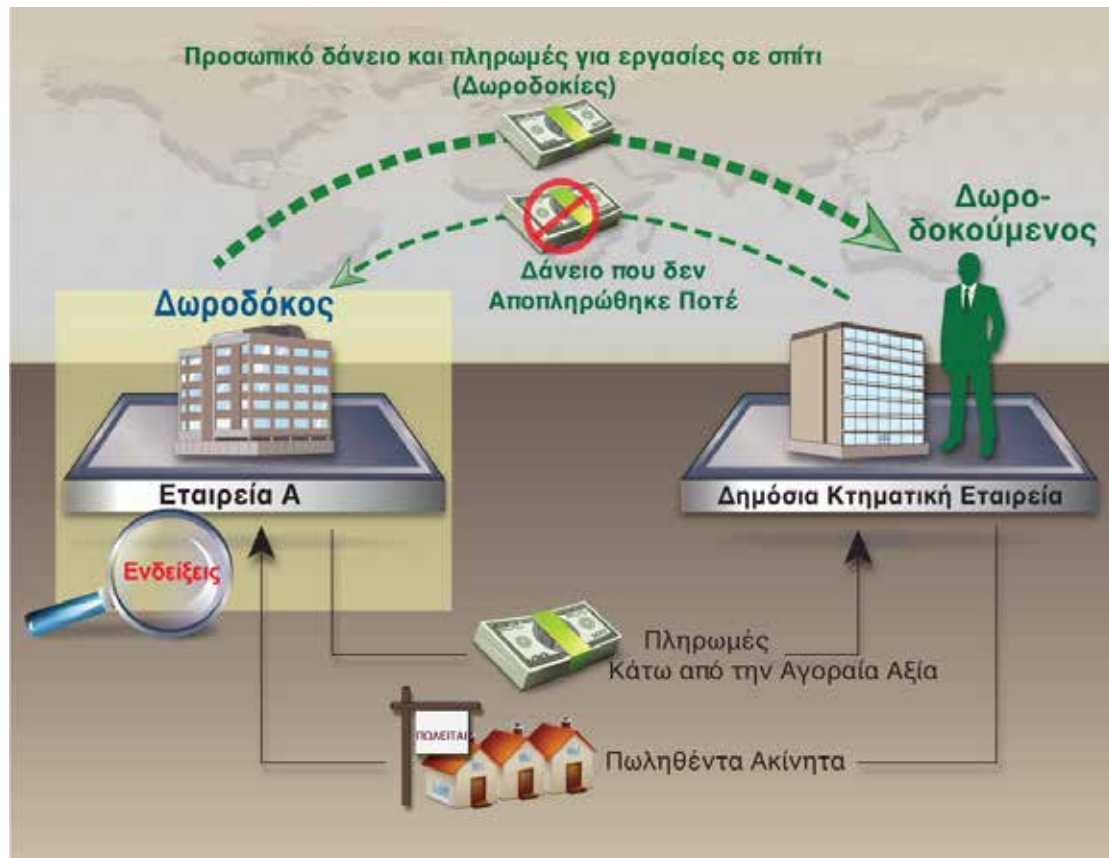 Προσωπικό δάνειο και πληρωμές για εργασίες σε σπίτι
(Δωροδοκίες)
Δωρο-
δοκούμενος
Δάνειο που δεν
Αποπληρώθηκε Ποτέ
Δωροδόκος
Εταιρεία Α
Δημόσια Κτηματική Εταιρεία
Ενδείξεις
Πληρωμές
Κάτω από την Αγοραία Αξία
ΠΩΛΕΙΤΑΙ
Πωληθέντα Ακίνητα